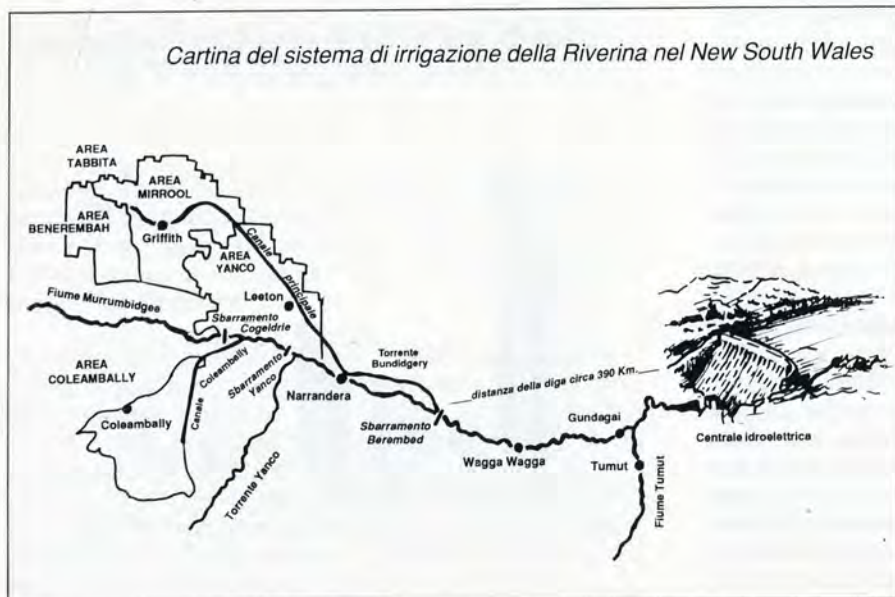 Cartina del sistema di irrigazione della Riverina nel New South Wales
AREA
TABBITA
AREA
MIRROOL
AREA
BENEREMBAH
Griffith
Canale
principale
AREA
YANCO
Leeton
Fiume Murrumbidges
Sbarramento
Cogeldrie
Torrente
Bundidgery
distanza della diga circa 390 Km.
AREA
COLEAMBALLY
Coleambally
Canale
Coleambally
Sbarramento
Yanco
Narrandera
Sbarramento
Berembed
Gundagai
Centrale idroelettrica
Wagga Wagga
Tumut
Torrente Yanco
Fiume Tumut